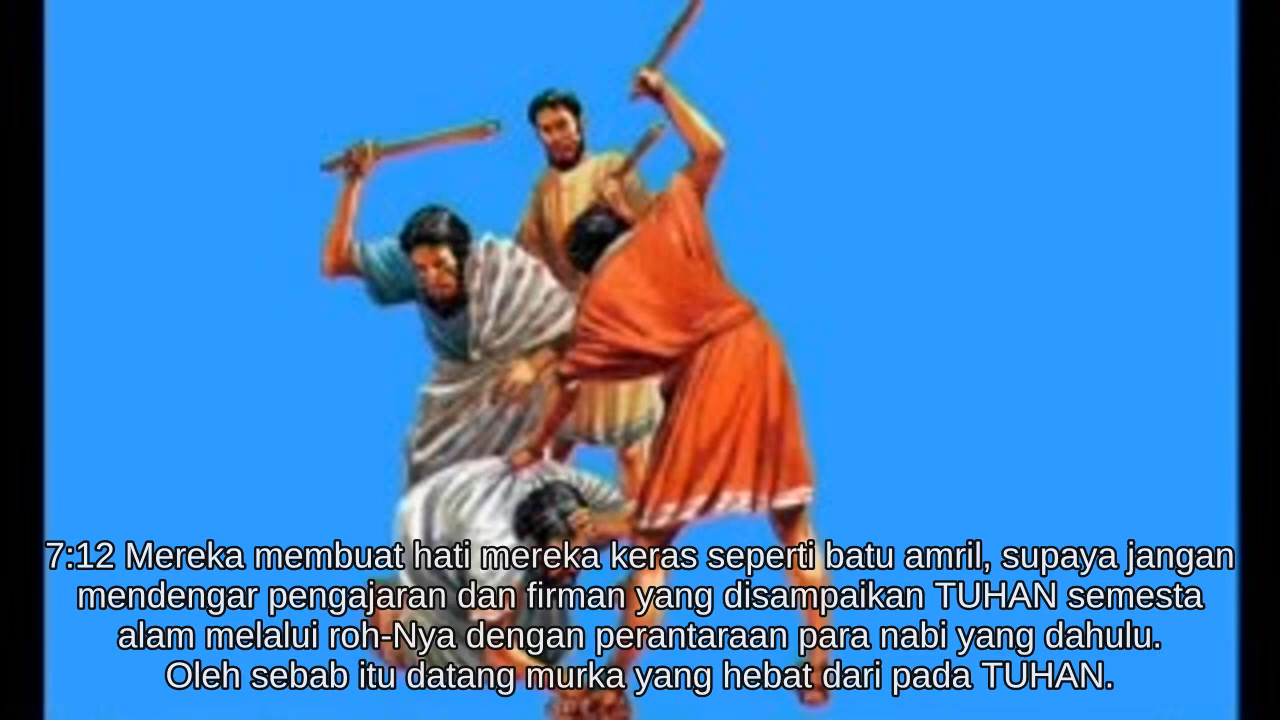 7:12 Mereka membuat hati mereka keras seperti batu amril, supaya jangan
mendengar pengajaran dan firman yang disampaikan TUHAN semesta
alam melalui roh-Nya dengan perantaraan para nabi yang dahulu.
Oleh sebab itu datang murka yang hebat dari pada TUHAN.